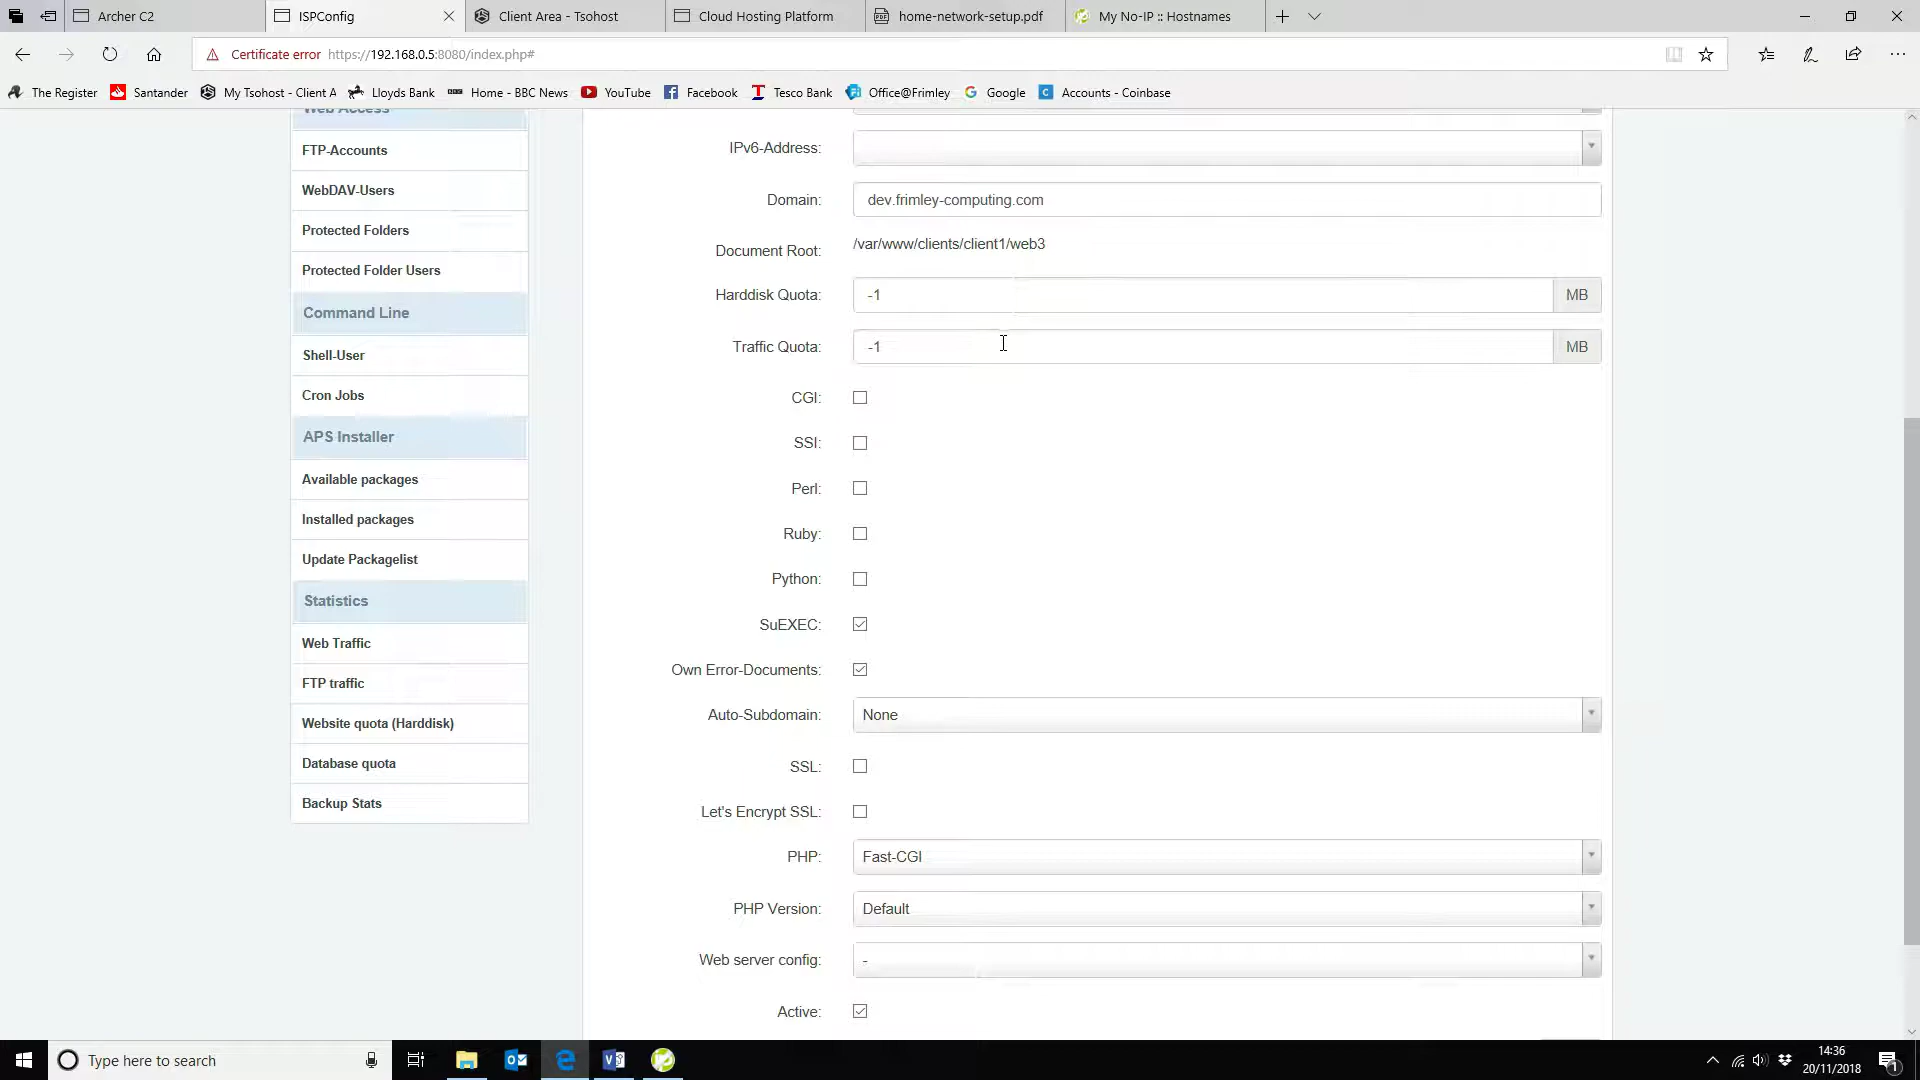 Archer C2
ISPConfig
Client Area - Tsohost
Cloud Hosting Platform
home-network-setup.pdf
My No-IP :: Hostnames
Certificate error https://192.168.0.5:8080/index.php#
The Register
Santander
My Tsohost - Client A
Lloyds Bank
Home - BBC News
YouTube
Facebook
Tesco Bank
Office@Frimley
Google
Accounts - Coinbase
Web Access
FTP-Accounts
WebDAV-Users
Protected Folders
Protected Folder Users
Command Line
Shell-User
Cron Jobs
APS Installer
Available packages
Installed packages
Update Packagelist
Statistics
Web Traffic
FTP traffic
Website quota (Harddisk)
Database quota
Backup Stats
IPv6-Address:
Domain: dev.frimley-computing.com
Document Root: /var/www/clients/client1/web3
Harddisk Quota: -1 MB
Traffic Quota: -1 MB
CGI:
SSI:
Perl:
Ruby:
Python:
SuEXEC:
Own Error-Documents:
Auto-Subdomain: None
SSL:
Let's Encrypt SSL:
PHP: Fast-CGI
PHP Version: Default
Web server config: -
Active:
Type here to search
14:36
20/11/2018
1